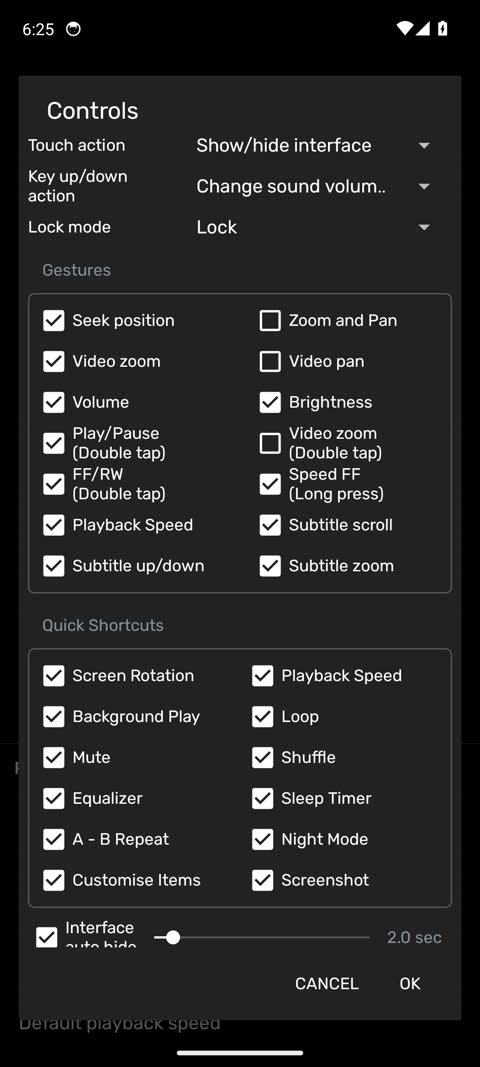 6:25
Controls
Touch action
Show/hide interface
Key up/down
action
Change sound volum..
Lock mode
Lock
Gestures
Seek position
Zoom and Pan
Video zoom
Video pan
Volume
Brightness
Play/Pause
(Double tap)
Video zoom
(Double tap)
FF/RW
(Double tap)
Speed FF
(Long press)
Playback Speed
Subtitle scroll
Subtitle up/down
Subtitle zoom
Quick Shortcuts
Screen Rotation
Playback Speed
Background Play
Loop
Mute
Shuffle
Equalizer
Sleep Timer
A - B Repeat
Night Mode
Customise Items
Screenshot
Interface
auto hide
2.0 sec
CANCEL
OK
Default playback speed